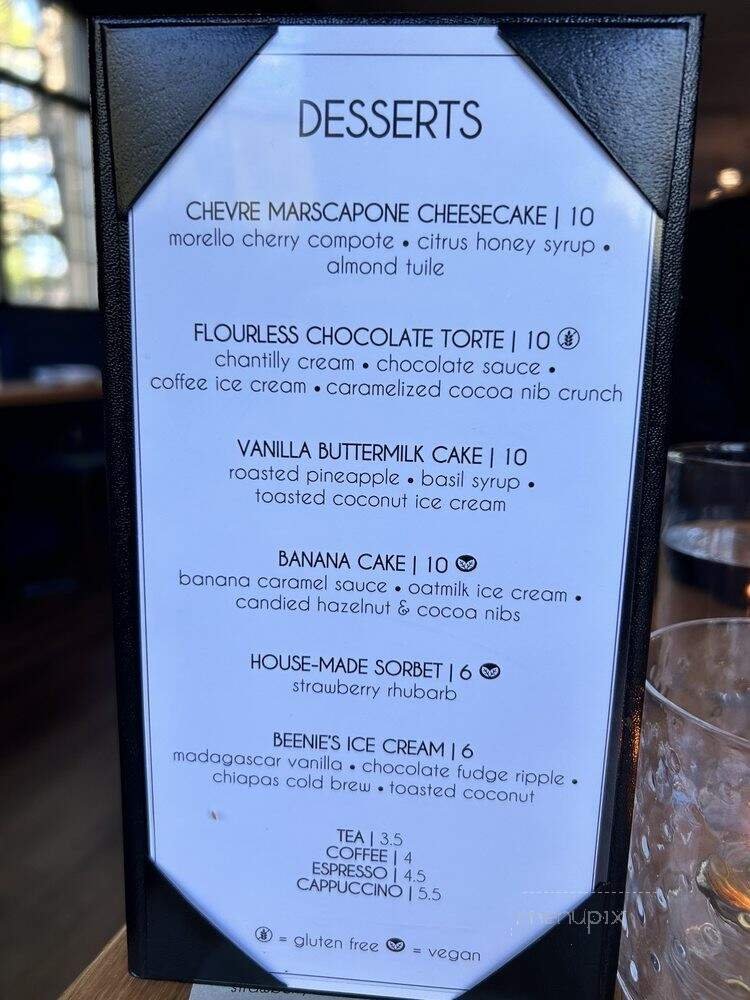 DESSERTS
CHEVRE MARSCAPONE CHEESECAKE | 10
morello cherry compote • citrus honey syrup •
almond tuile
FLOURLESS CHOCOLATE TORTE | 10
chantilly cream • chocolate sauce •
coffee ice cream • caramelized cocoa nib crunch
VANILLA BUTTERMILK CAKE | 10
roasted pineapple • basil syrup •
toasted coconut ice cream
BANANA CAKE | 10
banana caramel sauce • oatmilk ice cream •
candied hazelnut & cocoa nibs
HOUSE-MADE SORBET | 6
strawberry rhubarb
BEENIE'S ICE CREAM | 6
madagascar vanilla • chocolate fudge ripple •
chiapas cold brew • toasted coconut
TEA | 3.5
COFFEE | 4
ESPRESSO | 4.5
CAPPUCCINO | 5.5
= gluten free = vegan
menupix